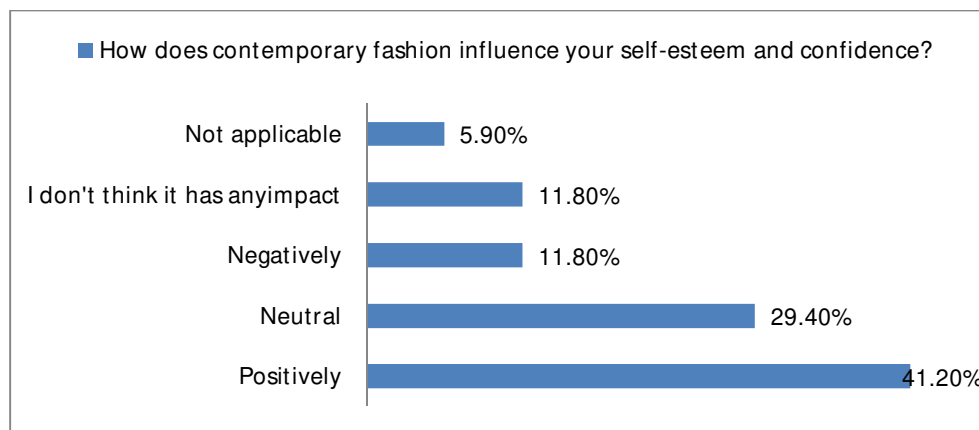 How does contemporary fashion influence your self-esteem and confidence?
Not applicable 5.90%
I don't think it has anyimpact 11.80%
Negatively 11.80%
Neutral 29.40%
Positively 41.20%